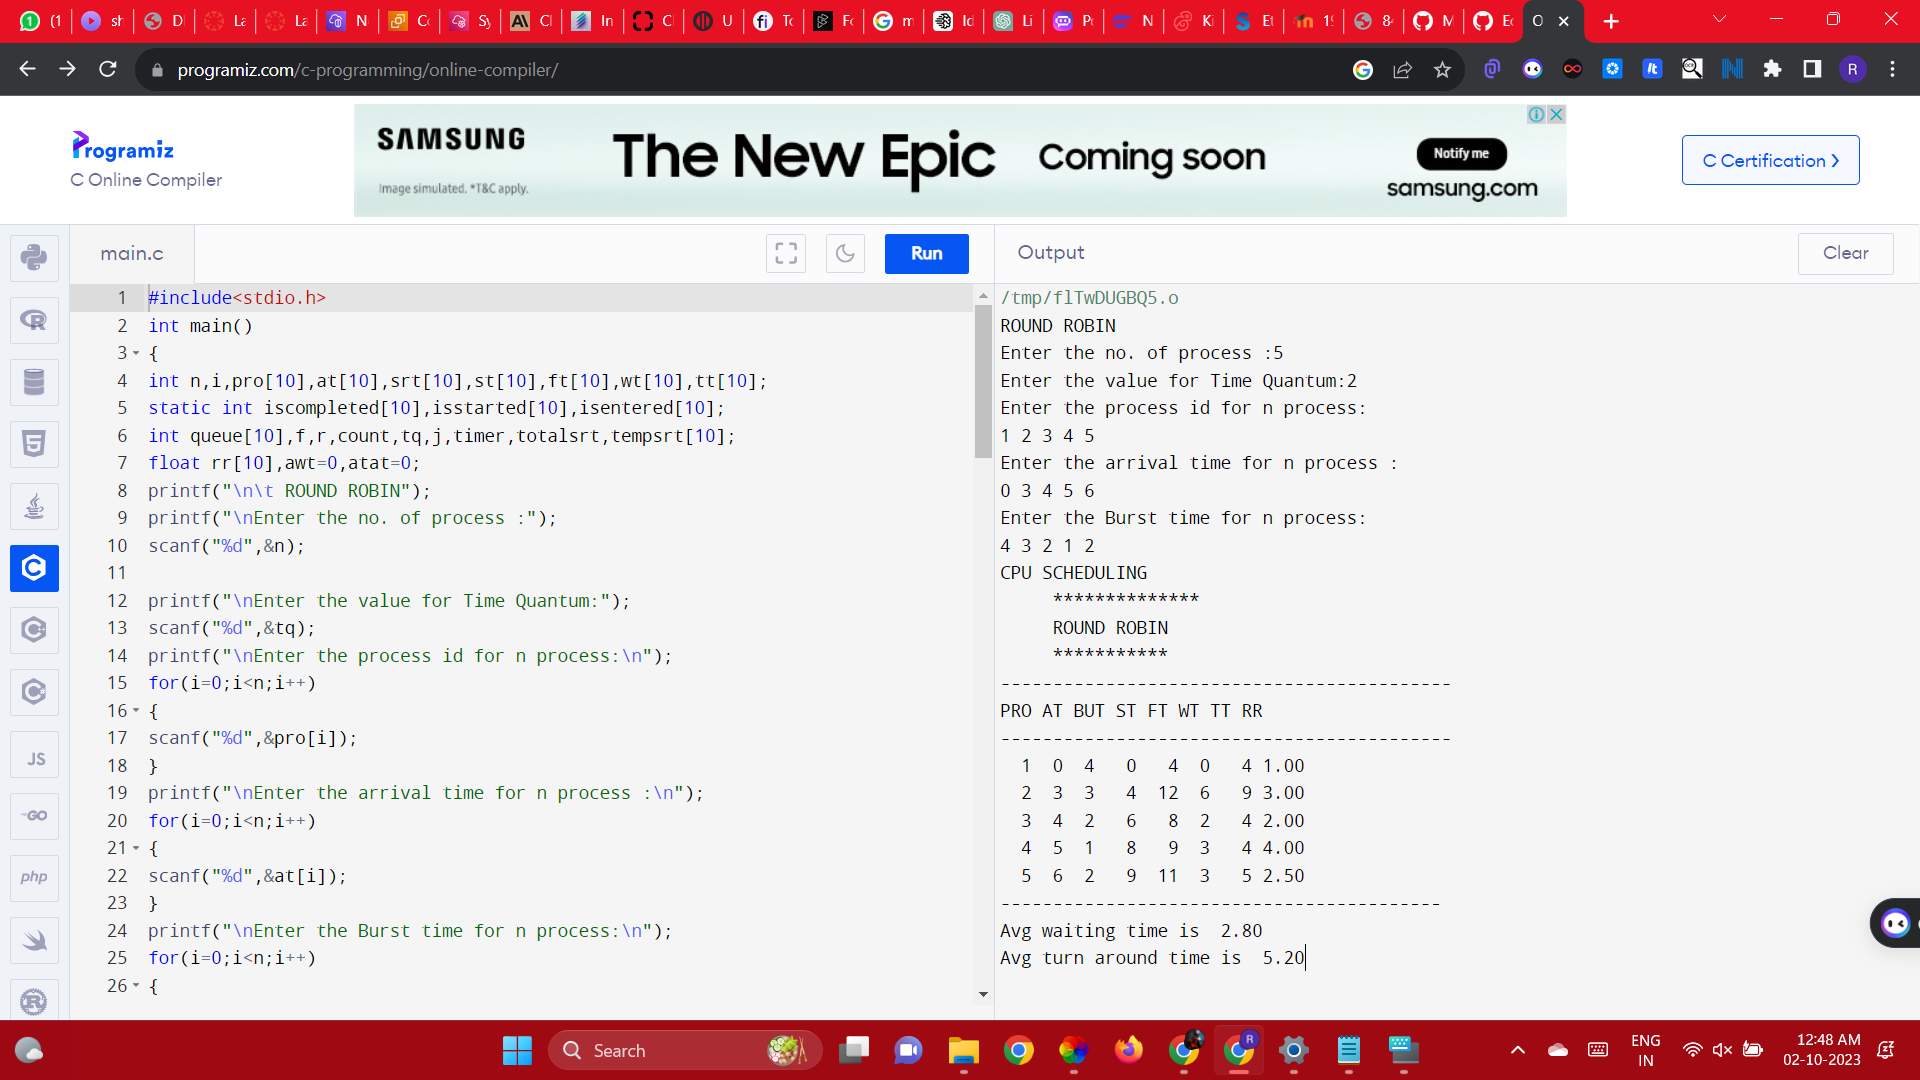 (1
sh
D
La
La
N
Co
Sy
Cl
In
C
U
To
Fo
m
Id
Li
Po
N
Ki
Et
19
84
M
Ec
O
programiz.com/c-programming/online-compiler/
R
Programiz
C Online Compiler
SAMSUNG
Image simulated. *T&C apply.
The New Epic
Coming soon
Notify me
samsung.com
C Certification
main.c
Run
Output
Clear
1 #include<stdio.h>
2 int main()
3 {
4 int n,i,pro[10],at[10],srt[10],st[10],ft[10],wt[10],tt[10];
5 static int iscompleted[10],isstarted[10],isentered[10];
6 int queue[10],f,r,count,tq,j,timer,totalsrt,tempsrt[10];
7 float rr[10],awt=0,atat=0;
8 printf("\n\t ROUND ROBIN");
9 printf("\nEnter the no. of process :");
10 scanf("%d",&n);
11
12 printf("\nEnter the value for Time Quantum:");
13 scanf("%d",&tq);
14 printf("\nEnter the process id for n process:\n");
15 for(i=0;i<n;i++)
16 {
17 scanf("%d",&pro[i]);
18 }
19 printf("\nEnter the arrival time for n process :\n");
20 for(i=0;i<n;i++)
21 {
22 scanf("%d",&at[i]);
23 }
24 printf("\nEnter the Burst time for n process:\n");
25 for(i=0;i<n;i++)
26 {
JS
GO
php
/tmp/flTwDUGBQ5.o
ROUND ROBIN
Enter the no. of process :5
Enter the value for Time Quantum:2
Enter the process id for n process:
1 2 3 4 5
Enter the arrival time for n process :
0 3 4 5 6
Enter the Burst time for n process:
4 3 2 1 2
CPU SCHEDULING
**************
ROUND ROBIN
***********
-------------------------------------------
PRO AT BUT ST FT WT TT RR
-------------------------------------------
1 0 4 0 4 0 4 1.00
2 3 3 4 12 6 9 3.00
3 4 2 6 8 2 4 2.00
4 5 1 8 9 3 4 4.00
5 6 2 9 11 3 5 2.50
------------------------------------------
Avg waiting time is 2.80
Avg turn around time is 5.20
Search
ENG
IN
12:48 AM
02-10-2023